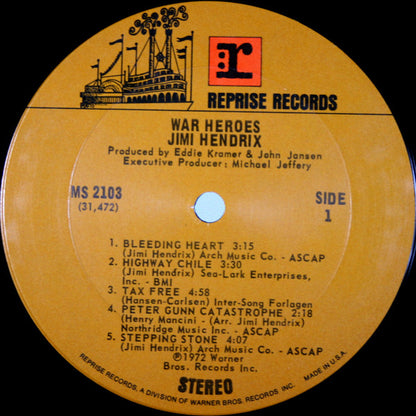 r
REPRISE RECORDS
WAR HEROES
JIMI HENDRIX
Produced by Eddie Kramer & John Jansen
Executive Producer: Michael Jeffery
MS 2103
(31,472)
SIDE
1
1. BLEEDING HEART 3:15
(Jimi Hendrix) Arch Music Co. - ASCAP
2. HIGHWAY CHILE 3:30
(Jimi Hendrix) Sea-Lark Enterprises,
Inc. - BMI
3. TAX FREE 4:58
(Hansen-Carlsen) Inter-Song Forlagen
4. PETER GUNN CATASTROPHE 2:18
(Henry Mancini - (Arr. Jimi Hendrix)
Northridge Music Inc. - ASCAP
5. STEPPING STONE 4:07
(Jimi Hendrix) Arch Music Co. - ASCAP
Ⓟ1972 Warner
Bros. Records Inc.
STEREO
REPRISE RECORDS, A DIVISION OF WARNER BROS. RECORDS INC. MADE IN U.S.A.